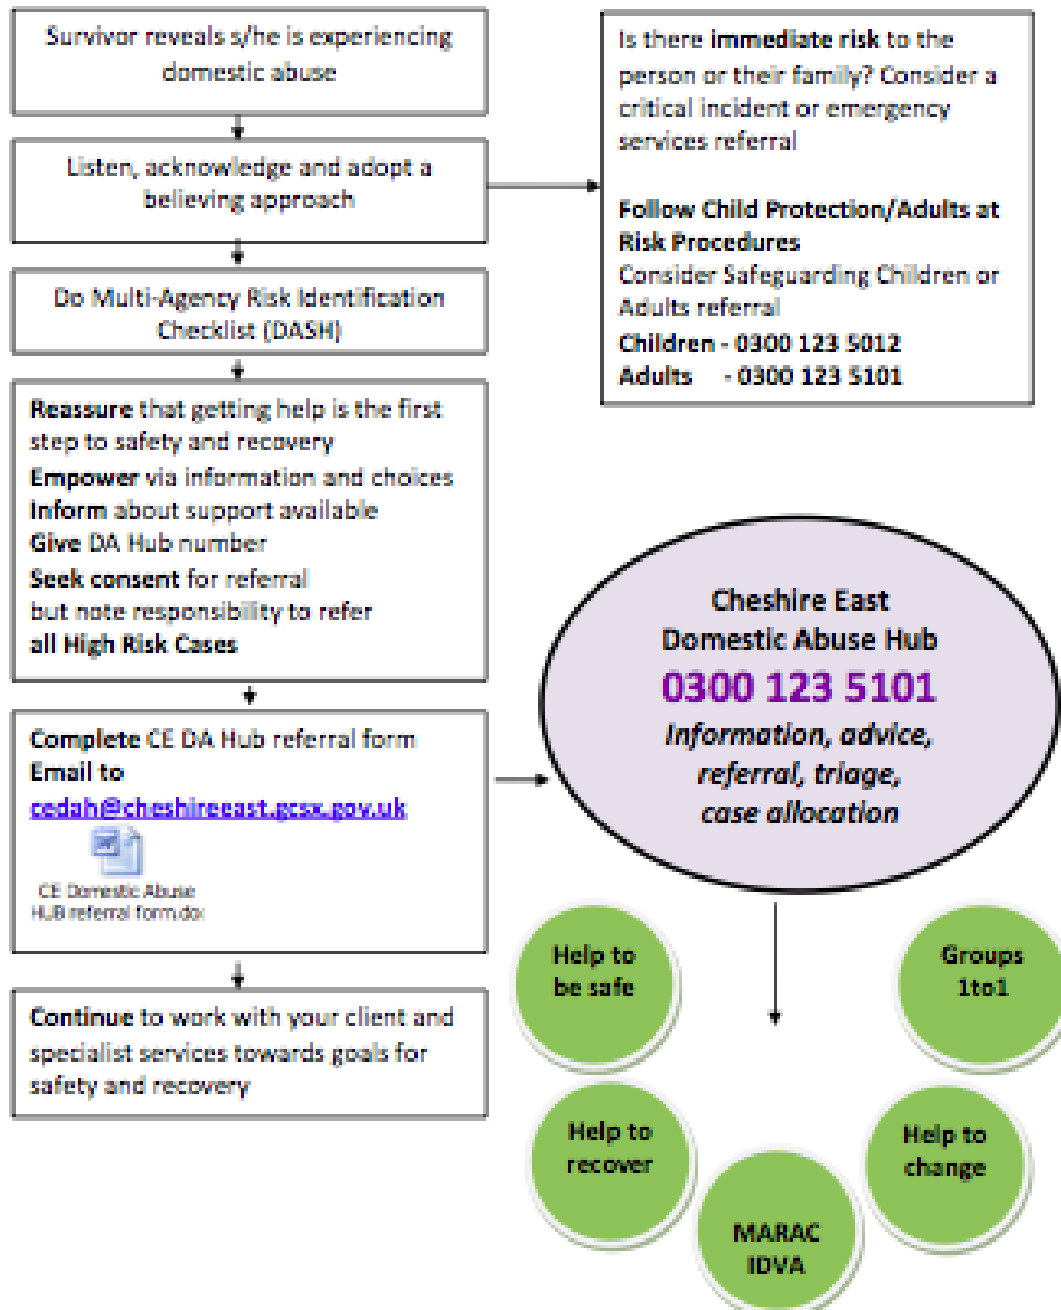 Survivor reveals s/he is experiencing
domestic abuse
Listen, acknowledge and adopt a
believing approach
Do Multi-Agency Risk Identification
Checklist (DASH)
Reassure that getting help is the first
step to safety and recovery
Empower via information and choices
Inform about support available
Give DA Hub number
Seek consent for referral
but note responsibility to refer
all High Risk Cases
Complete CE DA Hub referral form
Email to
cedah@cheshireeast.gcsx.gov.uk
CE Domestic Abuse
HUB referral form.doc
Continue to work with your client and
specialist services towards goals for
safety and recovery
Is there immediate risk to the
person or their family? Consider a
critical incident or emergency
services referral
Follow Child Protection/Adults at
Risk Procedures
Consider Safeguarding Children or
Adults referral
Children - 0300 123 5012
Adults - 0300 123 5101
Cheshire East
Domestic Abuse Hub
0300 123 5101
Information, advice,
referral, triage,
case allocation
Help to
be safe
Groups
1to1
Help to
recover
Help to
change
MARAC
IDVA